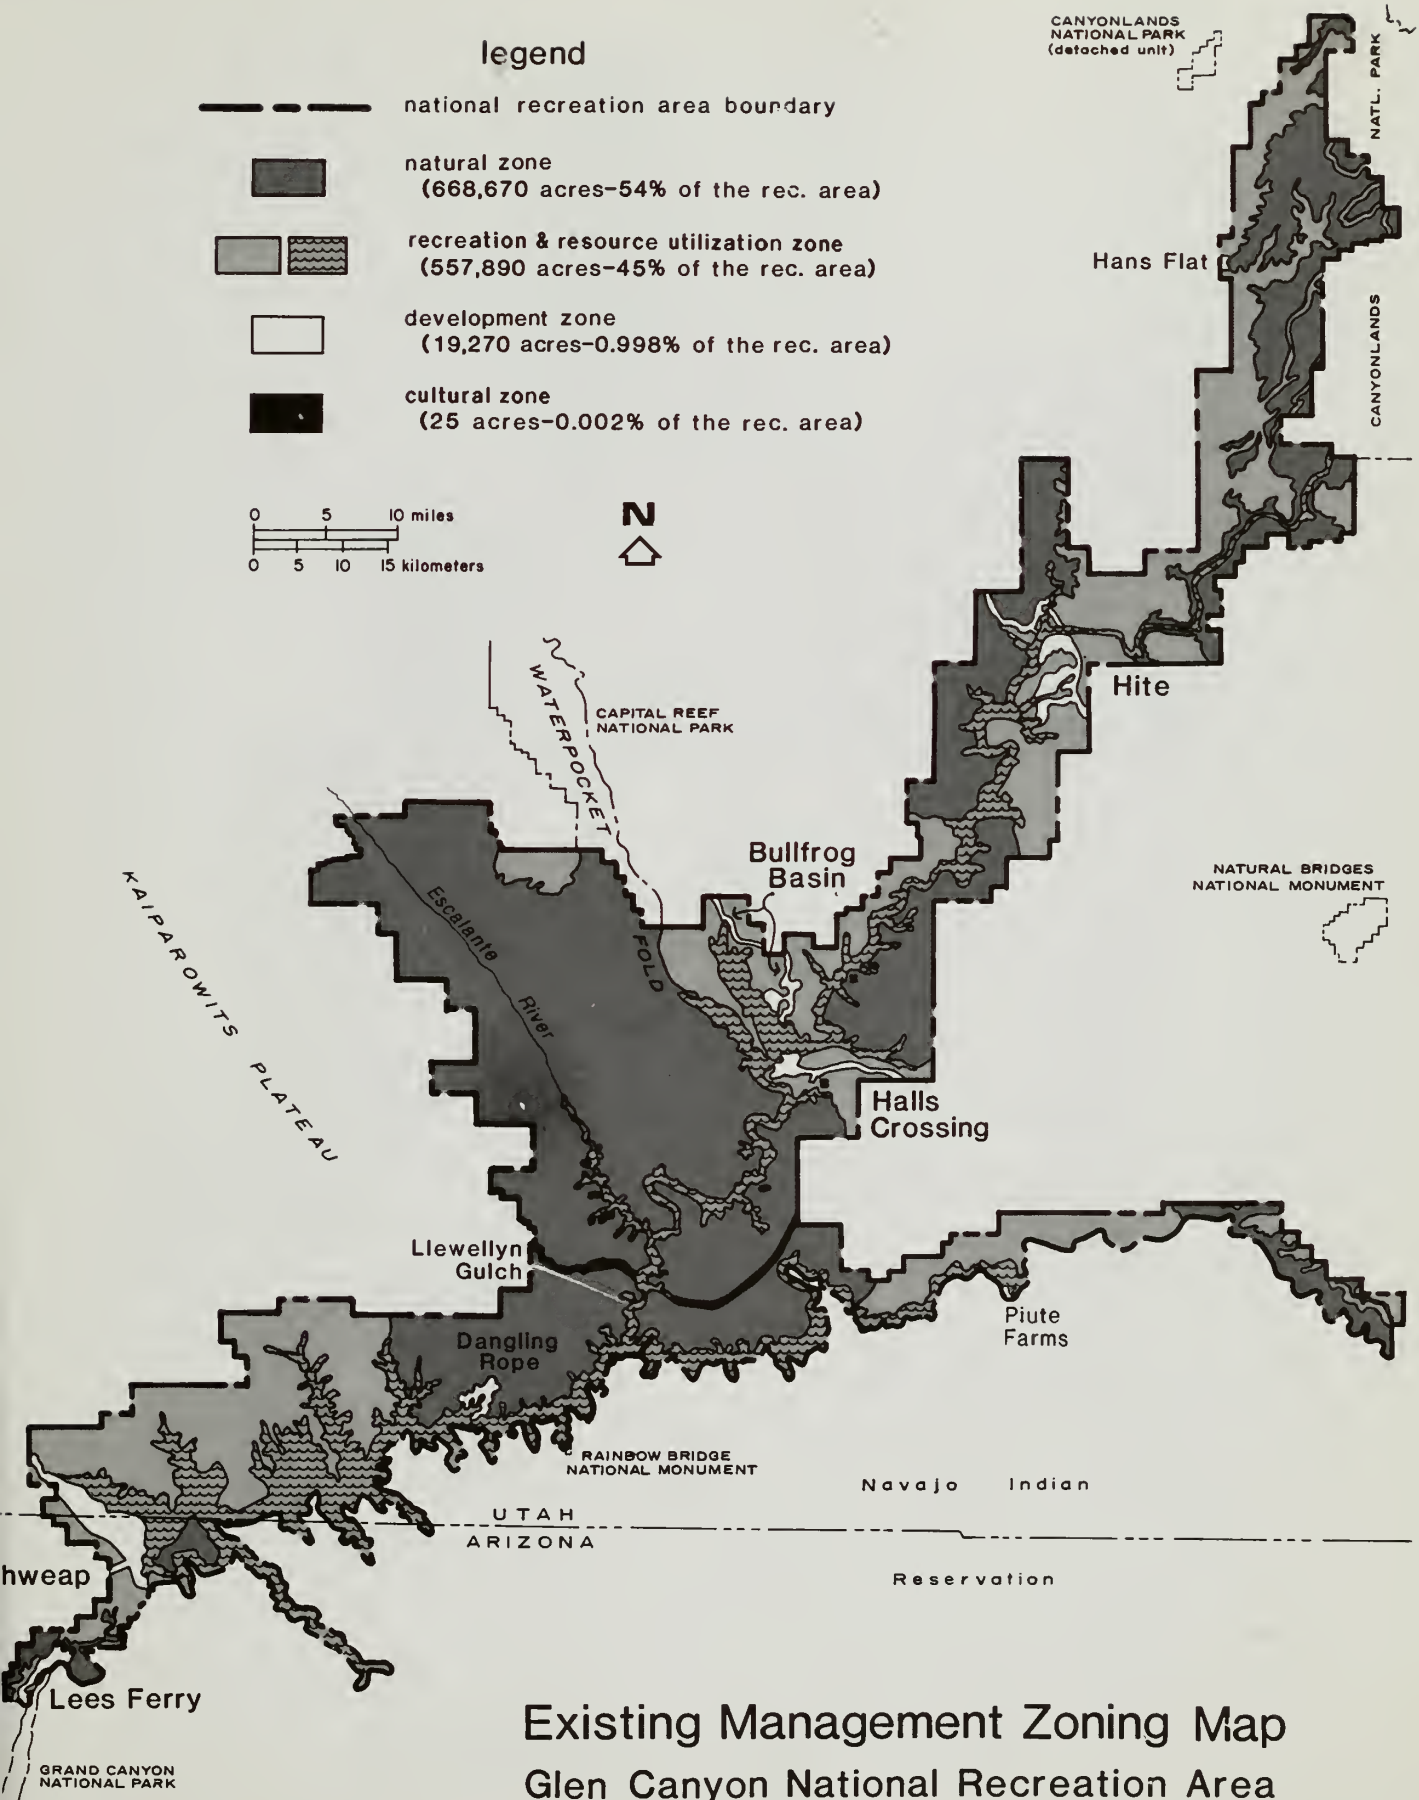 legend
national recreation area boundary
natural zone
(668,670 acres-54% of the rec. area)
recreation & resource utilization zone
(557,890 acres-45% of the rec. area)
development zone
(19,270 acres-0.998% of the rec. area)
cultural zone
(25 acres-0.002% of the rec. area)
0 5 10 miles
0 5 10 15 kilometers
N
CANYONLANDS
NATIONAL PARK
(detached unit)
NATL. PARK
CANYONLANDS
Hans Flat
Hite
WATERPOCKET
FOLD
CAPITAL REEF
NATIONAL PARK
Bullfrog
Basin
NATURAL BRIDGES
NATIONAL MONUMENT
KAIPAROWITS PLATEAU
Escalante River
Halls
Crossing
Llewellyn
Gulch
Piute
Farms
Dangling
Rope
RAINBOW BRIDGE
NATIONAL MONUMENT
Navajo Indian
Reservation
UTAH
ARIZONA
hweap
Lees Ferry
GRAND CANYON
NATIONAL PARK
Existing Management Zoning Map
Glen Canyon National Recreation Area